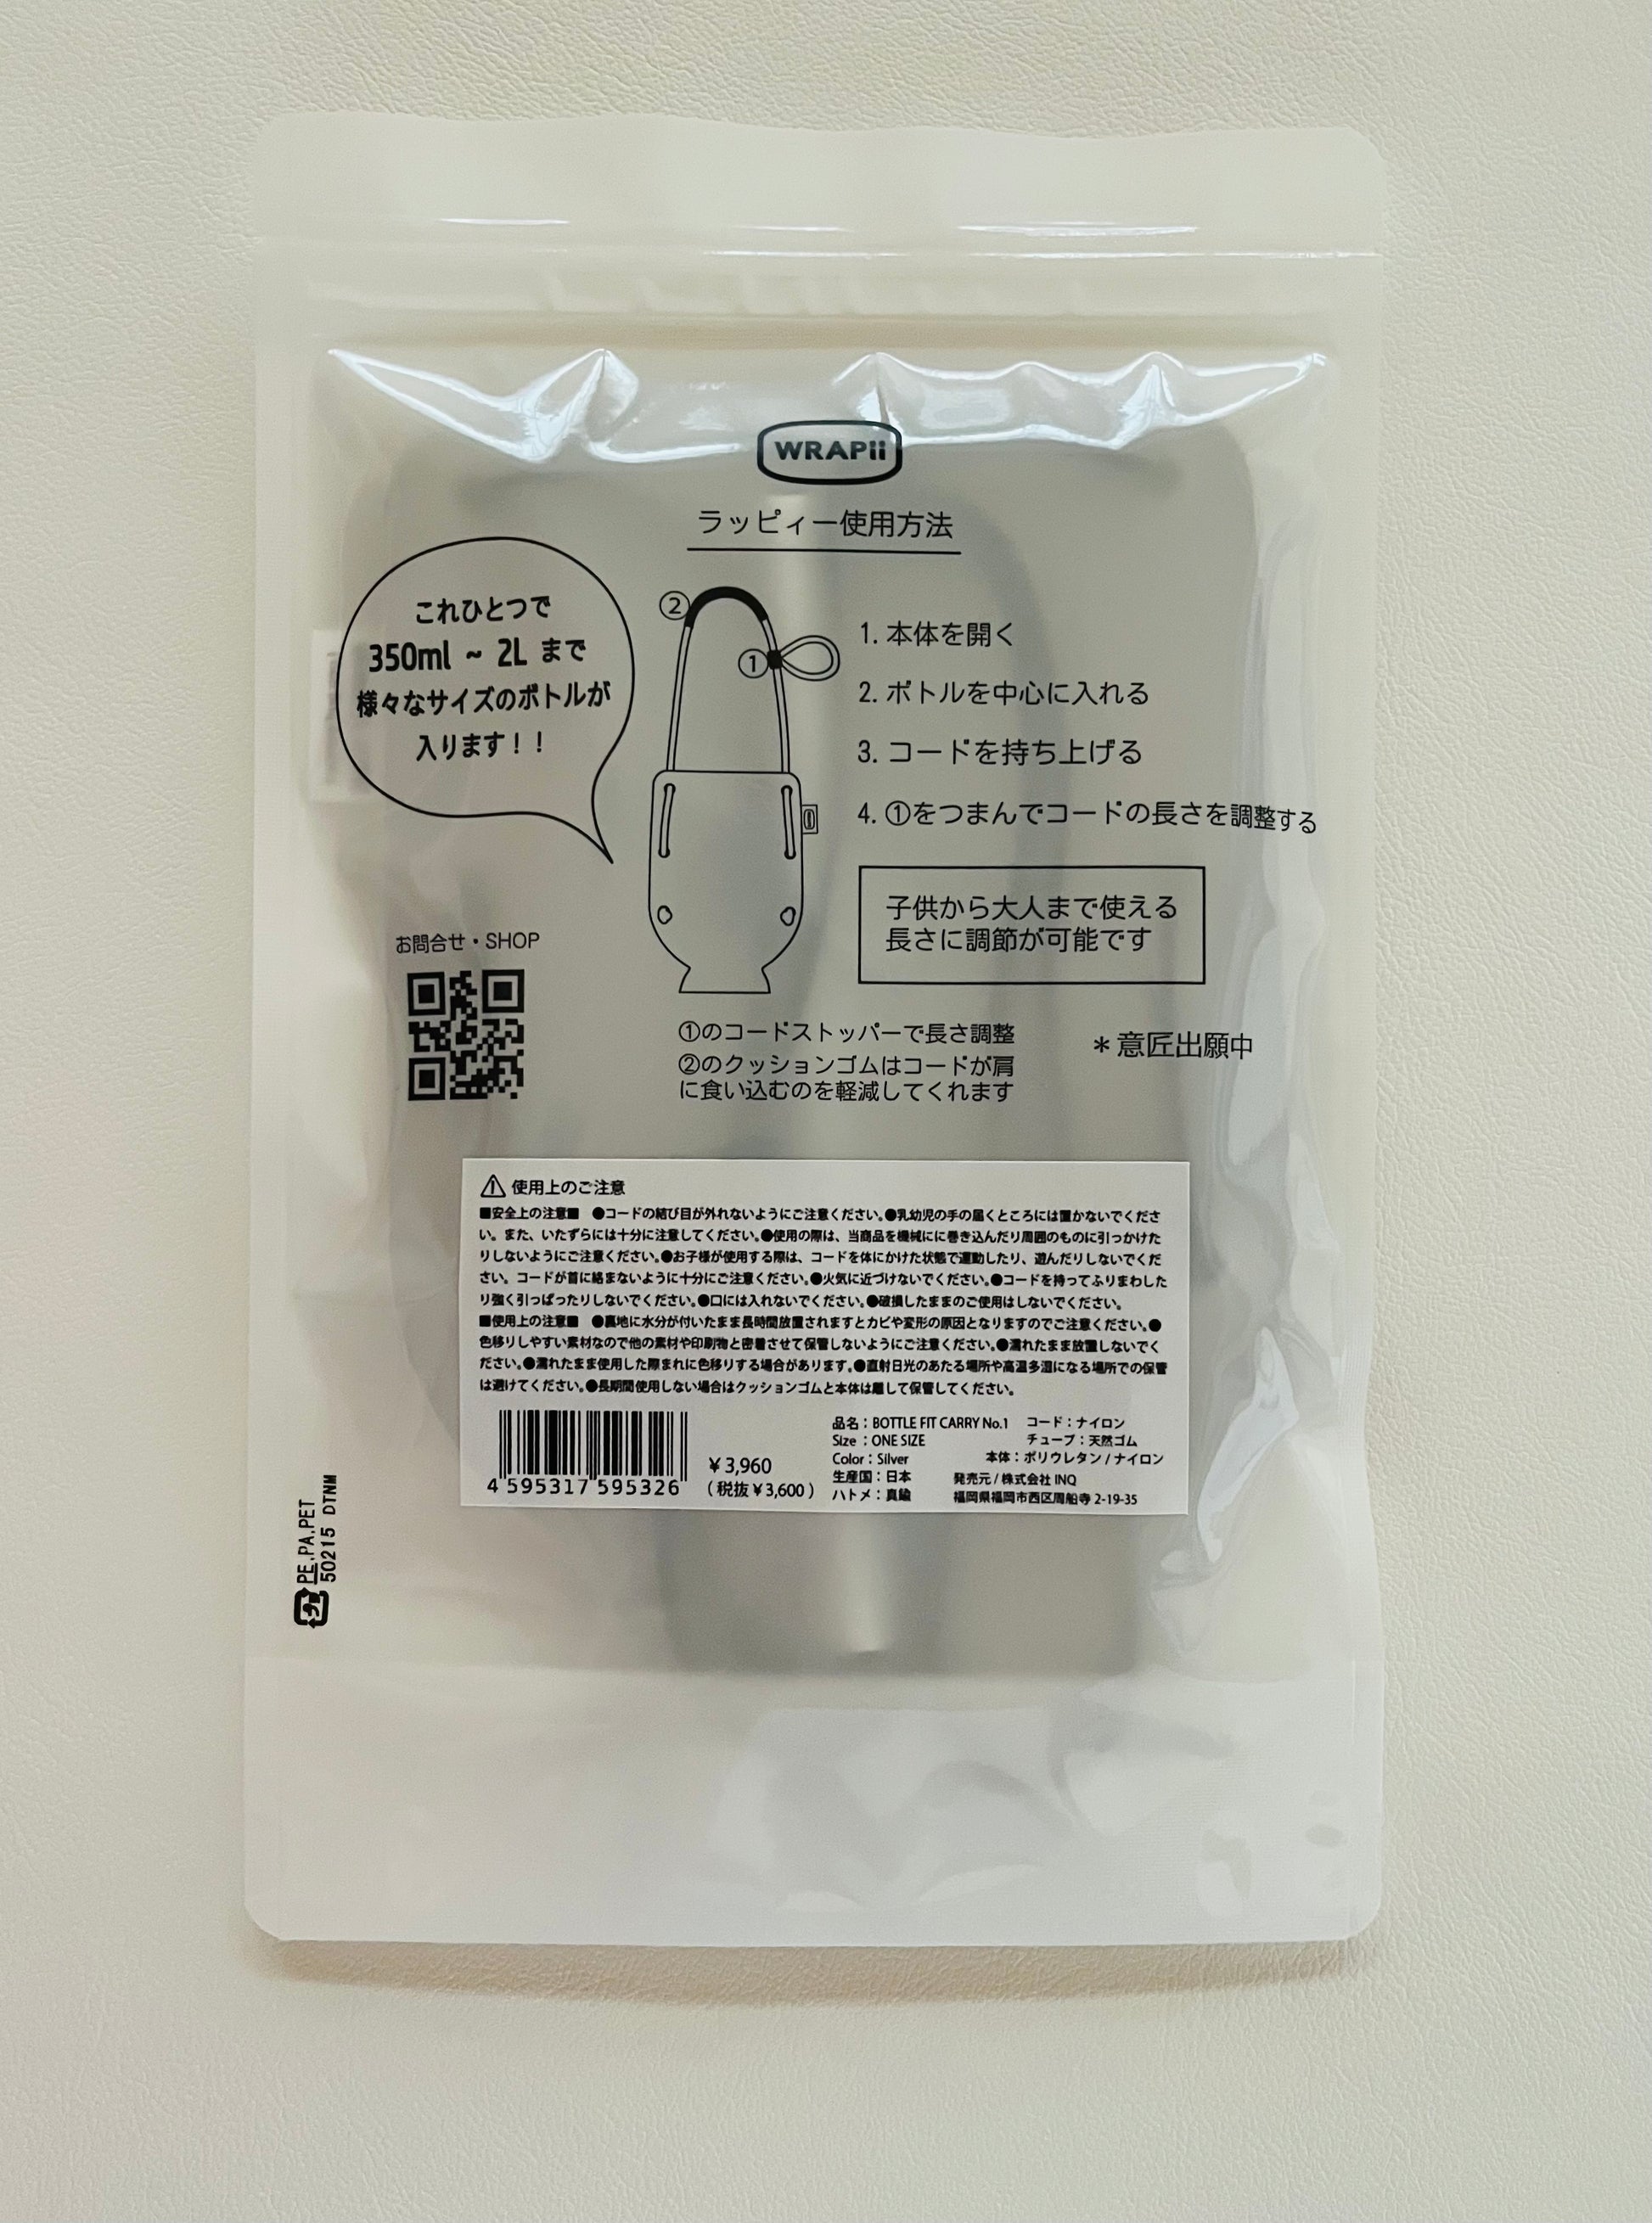 WRAPii
ラッピィー使用方法
これひとつで
350ml ~ 2L まで
様々なサイズのボトルが
入ります！！
②
①
1. 本体を開く
2. ボトルを中心に入れる
3. コードを持ち上げる
4. ①をつまんでコードの長さを調整する
子供から大人まで使える
長さに調節が可能です
お問合せ・SHOP
①のコードストッパーで長さ調整
②のクッションゴムはコードが肩
に食い込むのを軽減してくれます
＊意匠出願中
使用上のご注意
■安全上の注意■ ●コードの結び目が外れないようにご注意ください。●乳幼児の手の届くところには置かないでくださ
い。また、いたずらには十分に注意してください。●使用の際は、当商品を機械にに巻き込んだり周囲のものに引っかけた
りしないようにご注意ください。●お子様が使用する際は、コードを体にかけた状態で運動したり、遊んだりしないでくだ
さい。コードが首に絡まないように十分にご注意ください。●火気に近づけないでください。●コードを持ってふりまわした
り強く引っぱったりしないでください。●口には入れないでください。●破損したままのご使用はしないでください。
■使用上の注意■ ●裏地に水分が付いたまま長時間放置されますとカビや変形の原因となりますのでご注意ください。●
色移りしやすい素材なので他の素材や印刷物と密着させて保管しないようにご注意ください。●濡れたまま放置しないでく
ださい。●濡れたまま使用した際まれに色移りする場合があります。●直射日光のあたる場所や高温多湿になる場所での保管
は避けてください。●長期間使用しない場合はクッションゴムと本体は離して保管してください。
4 595317 595326
￥3,960
（税抜￥3,600）
品名：BOTTLE FIT CARRY No.1 コード：ナイロン
Size：ONE SIZE チューブ：天然ゴム
Color：Silver 本体：ポリウレタン / ナイロン
生産国：日本 発売元 / 株式会社 INQ
ハトメ：真鍮 福岡県福岡市西区周船寺 2-19-35
プラ PE,PA,PET
50215 DTNM